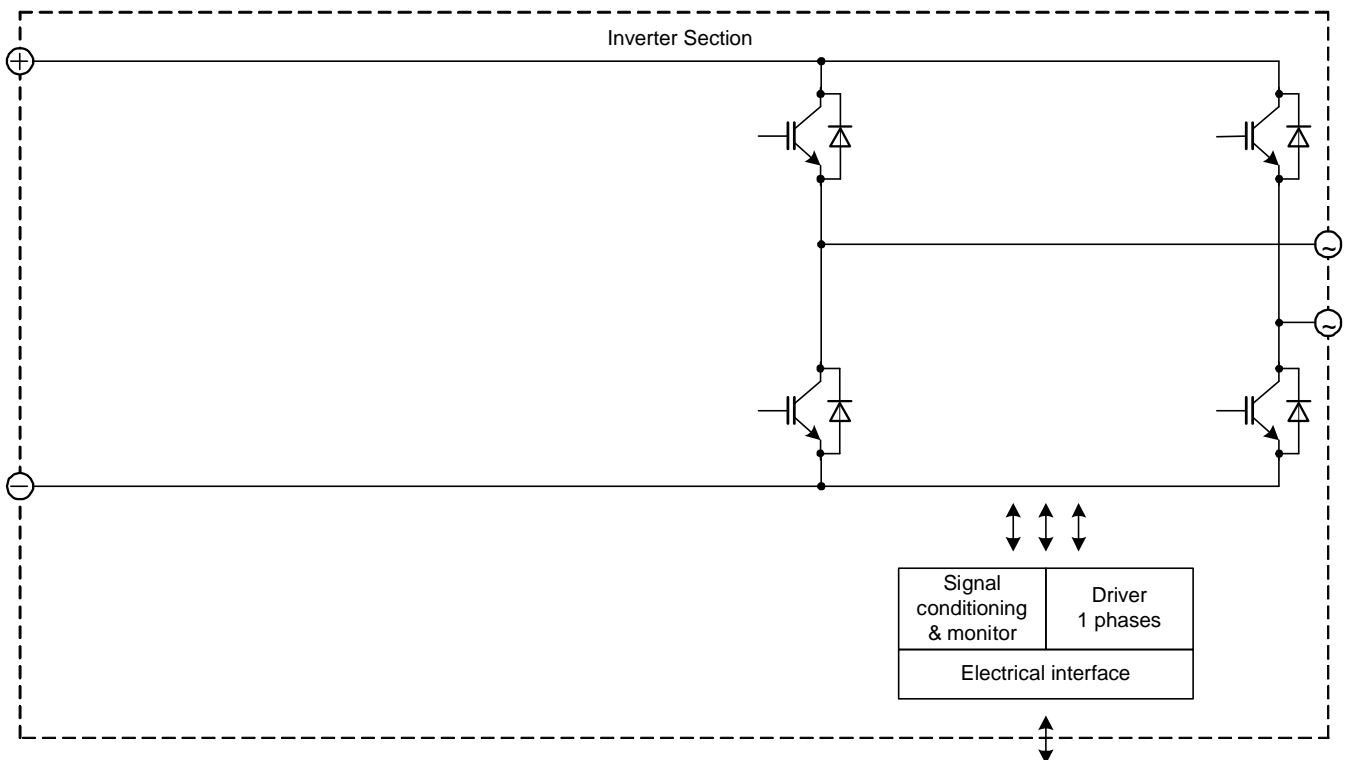 Inverter Section
+
~
~
−
Signal
conditioning
& monitor
Driver
1 phases
Electrical interface